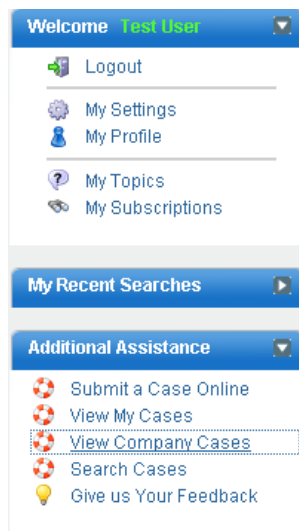 Welcome Test User
Logout
My Settings
My Profile
My Topics
My Subscriptions
My Recent Searches
Additional Assistance
Submit a Case Online
View My Cases
View Company Cases
Search Cases
Give us Your Feedback